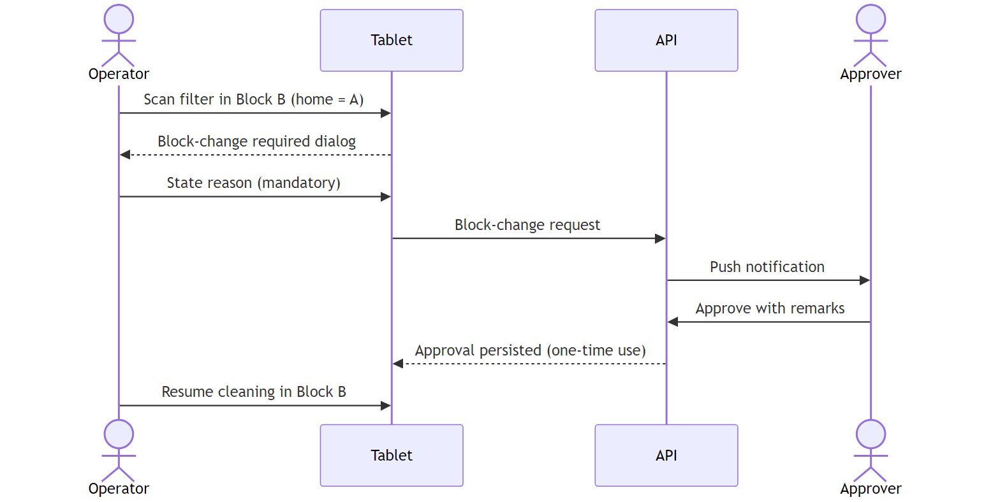 Operator
Tablet
API
Approver
Scan filter in Block B (home = A)
Block-change required dialog
State reason (mandatory)
Block-change request
Push notification
Approve with remarks
Approval persisted (one-time use)
Resume cleaning in Block B
Operator
Tablet
API
Approver